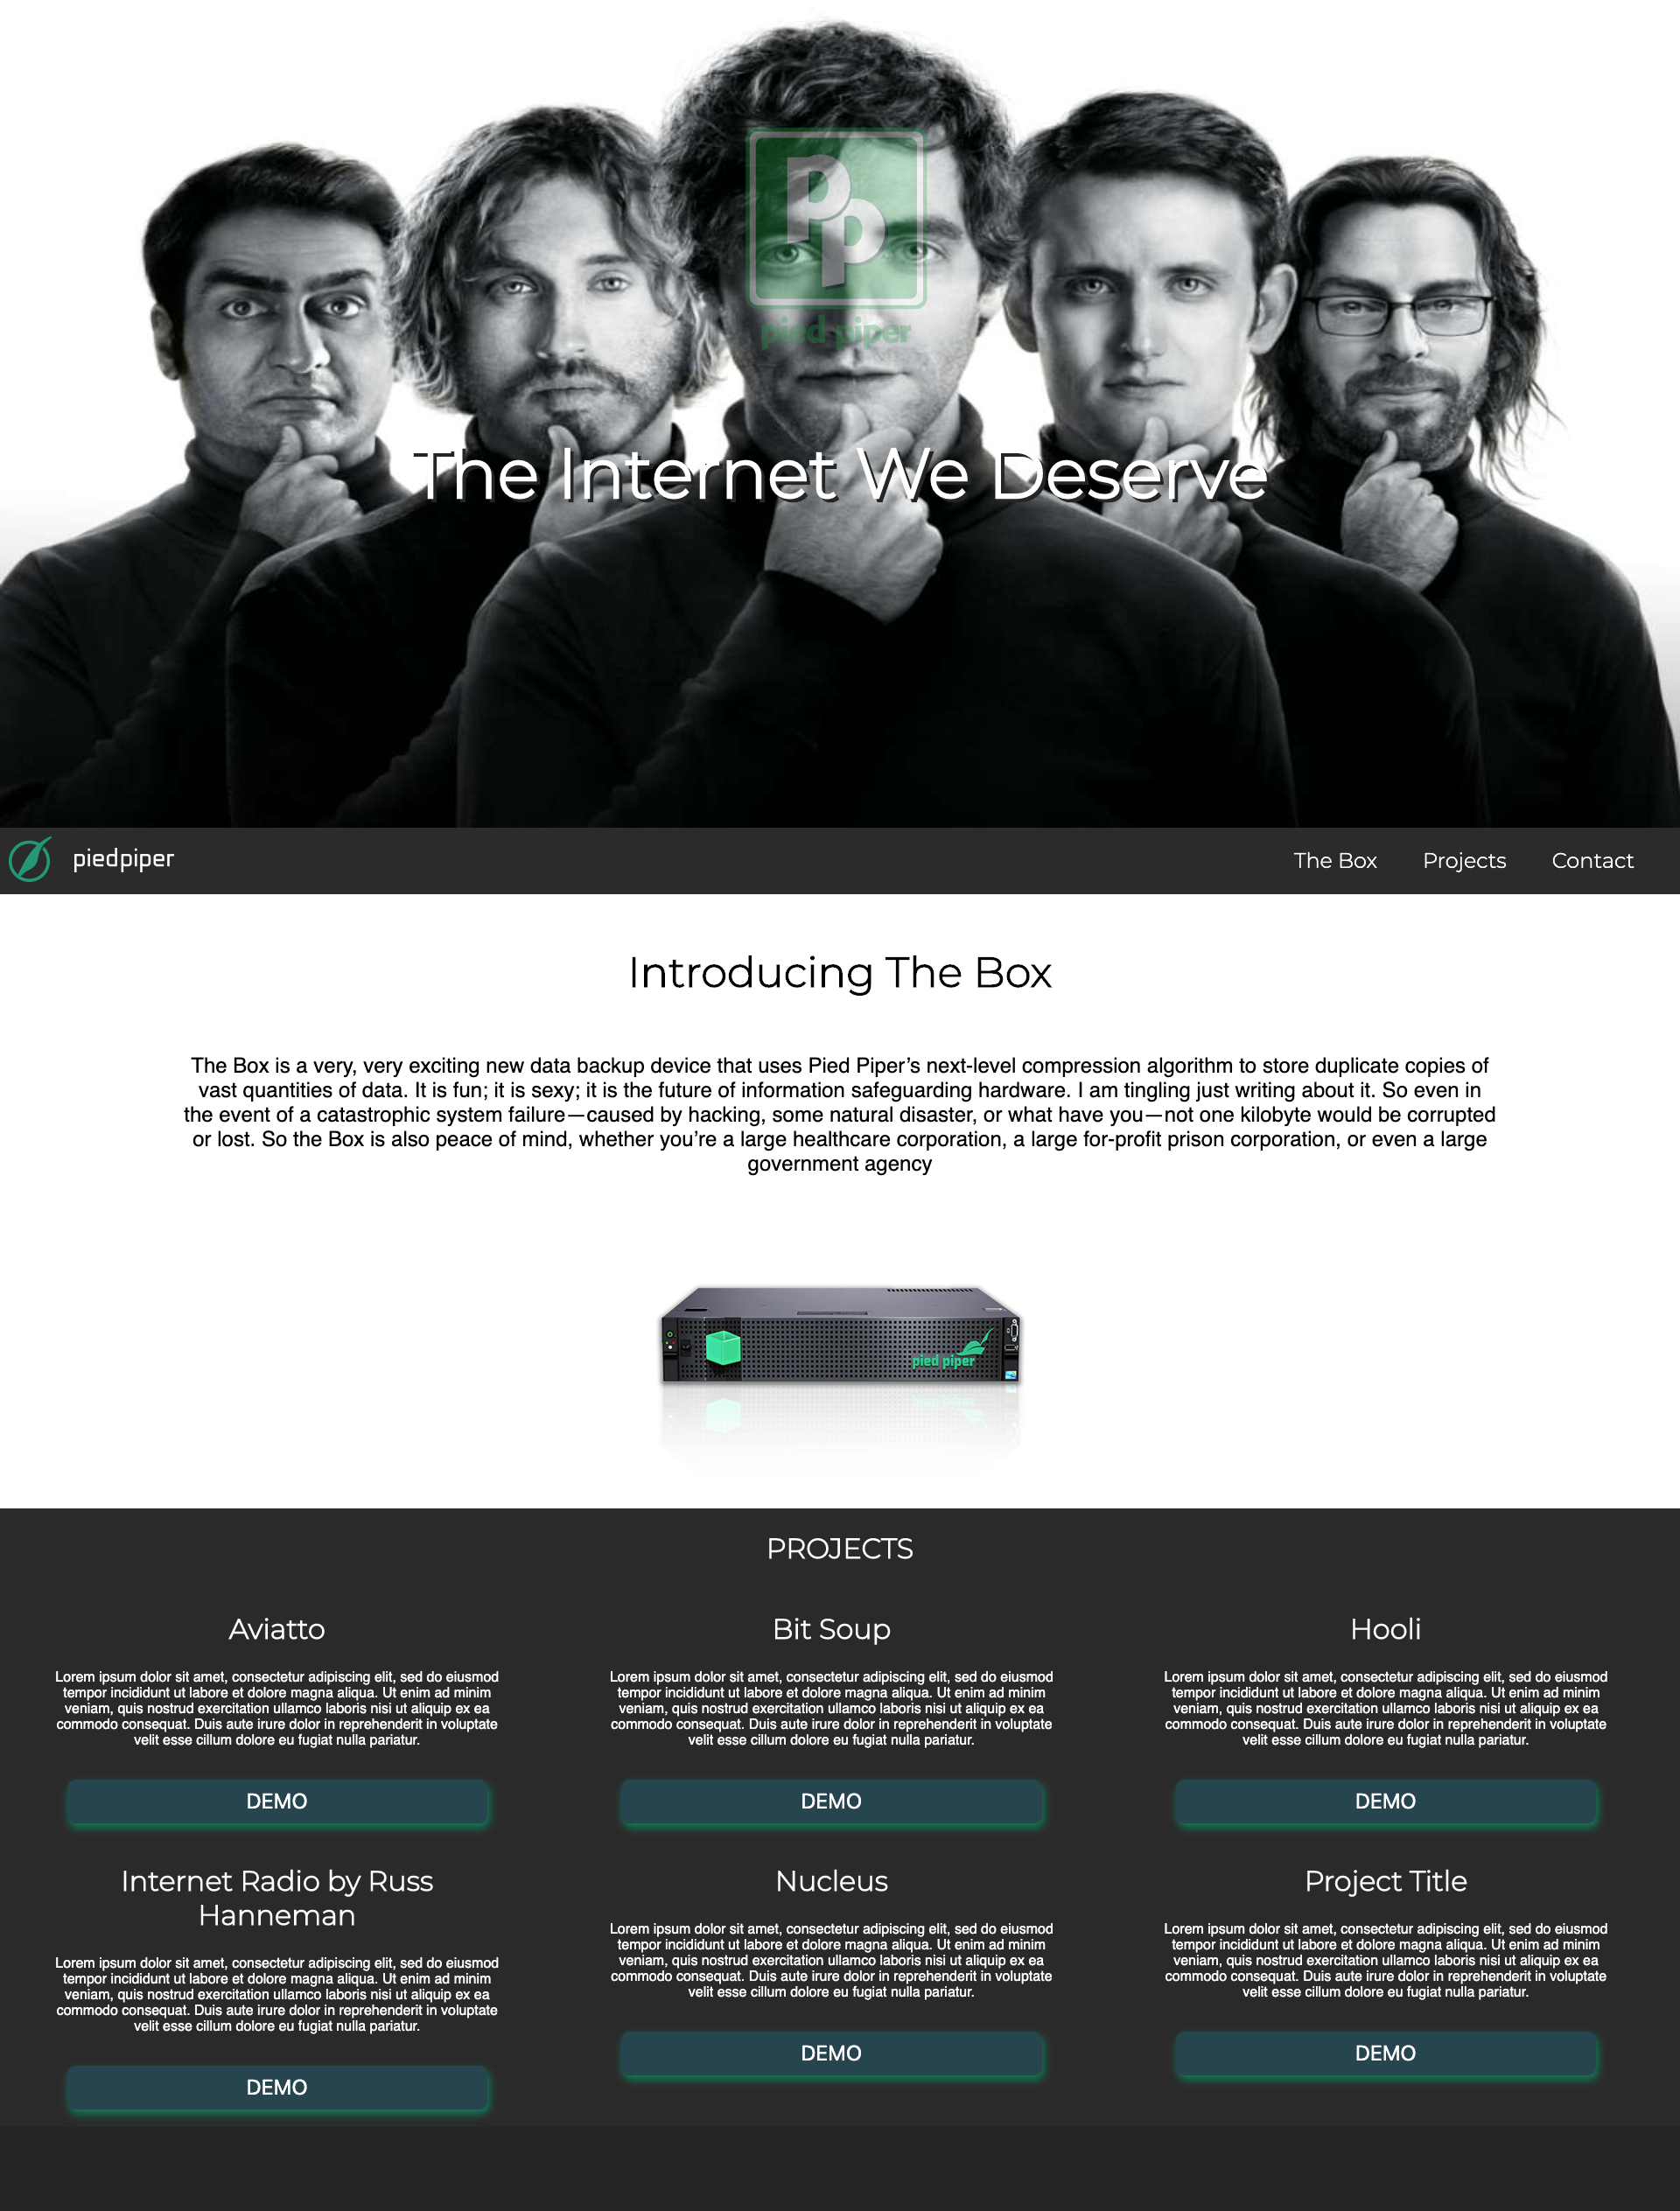 Pp
pied piper
The Internet We Deserve
piedpiper
The Box Projects Contact
Introducing The Box
The Box is a very, very exciting new data backup device that uses Pied Piper’s next-level compression algorithm to store duplicate copies of
vast quantities of data. It is fun; it is sexy; it is the future of information safeguarding hardware. I am tingling just writing about it. So even in
the event of a catastrophic system failure—caused by hacking, some natural disaster, or what have you—not one kilobyte would be corrupted
or lost. So the Box is also peace of mind, whether you’re a large healthcare corporation, a large for-profit prison corporation, or even a large
government agency
pied piper
PROJECTS
Aviatto
Lorem ipsum dolor sit amet, consectetur adipiscing elit, sed do eiusmod
tempor incididunt ut labore et dolore magna aliqua. Ut enim ad minim
veniam, quis nostrud exercitation ullamco laboris nisi ut aliquip ex ea
commodo consequat. Duis aute irure dolor in reprehenderit in voluptate
velit esse cillum dolore eu fugiat nulla pariatur.
DEMO
Bit Soup
Lorem ipsum dolor sit amet, consectetur adipiscing elit, sed do eiusmod
tempor incididunt ut labore et dolore magna aliqua. Ut enim ad minim
veniam, quis nostrud exercitation ullamco laboris nisi ut aliquip ex ea
commodo consequat. Duis aute irure dolor in reprehenderit in voluptate
velit esse cillum dolore eu fugiat nulla pariatur.
DEMO
Hooli
Lorem ipsum dolor sit amet, consectetur adipiscing elit, sed do eiusmod
tempor incididunt ut labore et dolore magna aliqua. Ut enim ad minim
veniam, quis nostrud exercitation ullamco laboris nisi ut aliquip ex ea
commodo consequat. Duis aute irure dolor in reprehenderit in voluptate
velit esse cillum dolore eu fugiat nulla pariatur.
DEMO
Internet Radio by Russ
Hanneman
Lorem ipsum dolor sit amet, consectetur adipiscing elit, sed do eiusmod
tempor incididunt ut labore et dolore magna aliqua. Ut enim ad minim
veniam, quis nostrud exercitation ullamco laboris nisi ut aliquip ex ea
commodo consequat. Duis aute irure dolor in reprehenderit in voluptate
velit esse cillum dolore eu fugiat nulla pariatur.
DEMO
Nucleus
Lorem ipsum dolor sit amet, consectetur adipiscing elit, sed do eiusmod
tempor incididunt ut labore et dolore magna aliqua. Ut enim ad minim
veniam, quis nostrud exercitation ullamco laboris nisi ut aliquip ex ea
commodo consequat. Duis aute irure dolor in reprehenderit in voluptate
velit esse cillum dolore eu fugiat nulla pariatur.
DEMO
Project Title
Lorem ipsum dolor sit amet, consectetur adipiscing elit, sed do eiusmod
tempor incididunt ut labore et dolore magna aliqua. Ut enim ad minim
veniam, quis nostrud exercitation ullamco laboris nisi ut aliquip ex ea
commodo consequat. Duis aute irure dolor in reprehenderit in voluptate
velit esse cillum dolore eu fugiat nulla pariatur.
DEMO